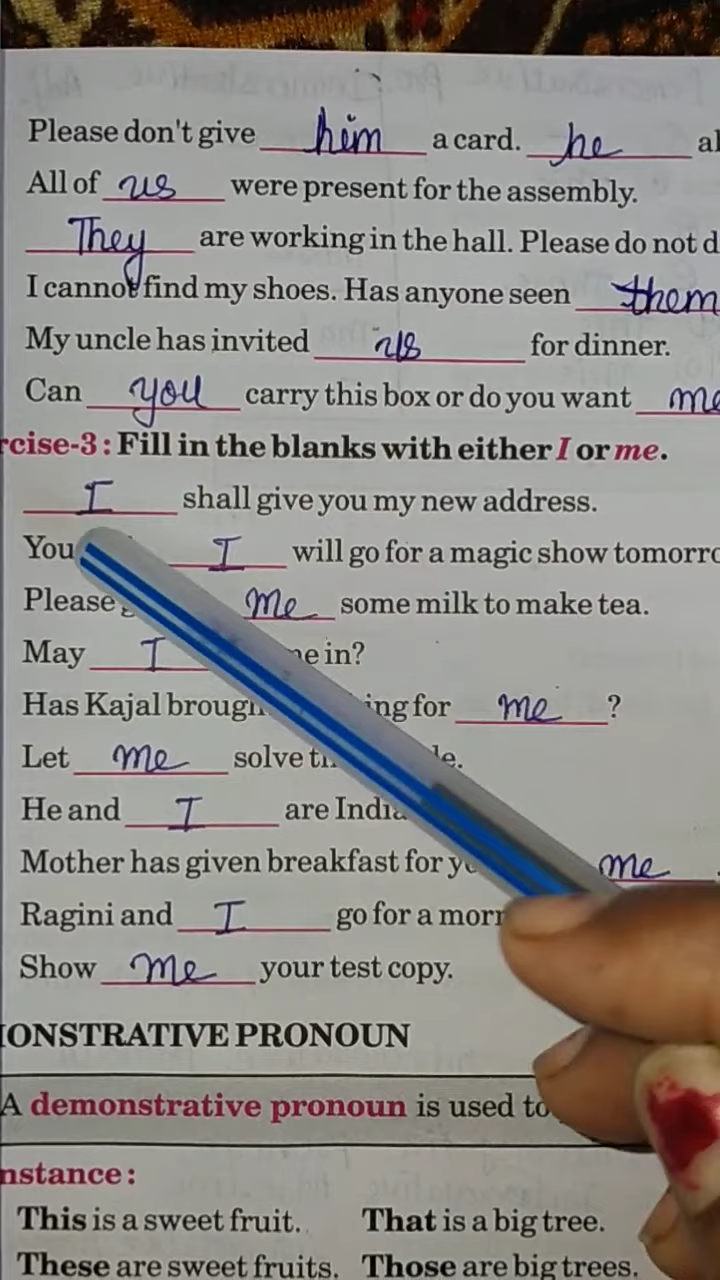 Please don't give him a card. he
All of us were present for the assembly.
They are working in the hall. Please do not d
I cannot find my shoes. Has anyone seen them
My uncle has invited us for dinner.
Can you carry this box or do you want me
rcise-3: Fill in the blanks with either I or me.
I shall give you my new address.
You I will go for a magic show tomorro
Please me some milk to make tea.
May I in?
Has Kajal for me ?
Let me solve
He and I are
Mother has given breakfast for me
Ragini and I go for a
Show me your test copy.
ONSTRATIVE PRONOUN
A demonstrative pronoun is used to
nstance:
This is a sweet fruit. That is a big tree.
These are sweet fruits. Those are big trees.